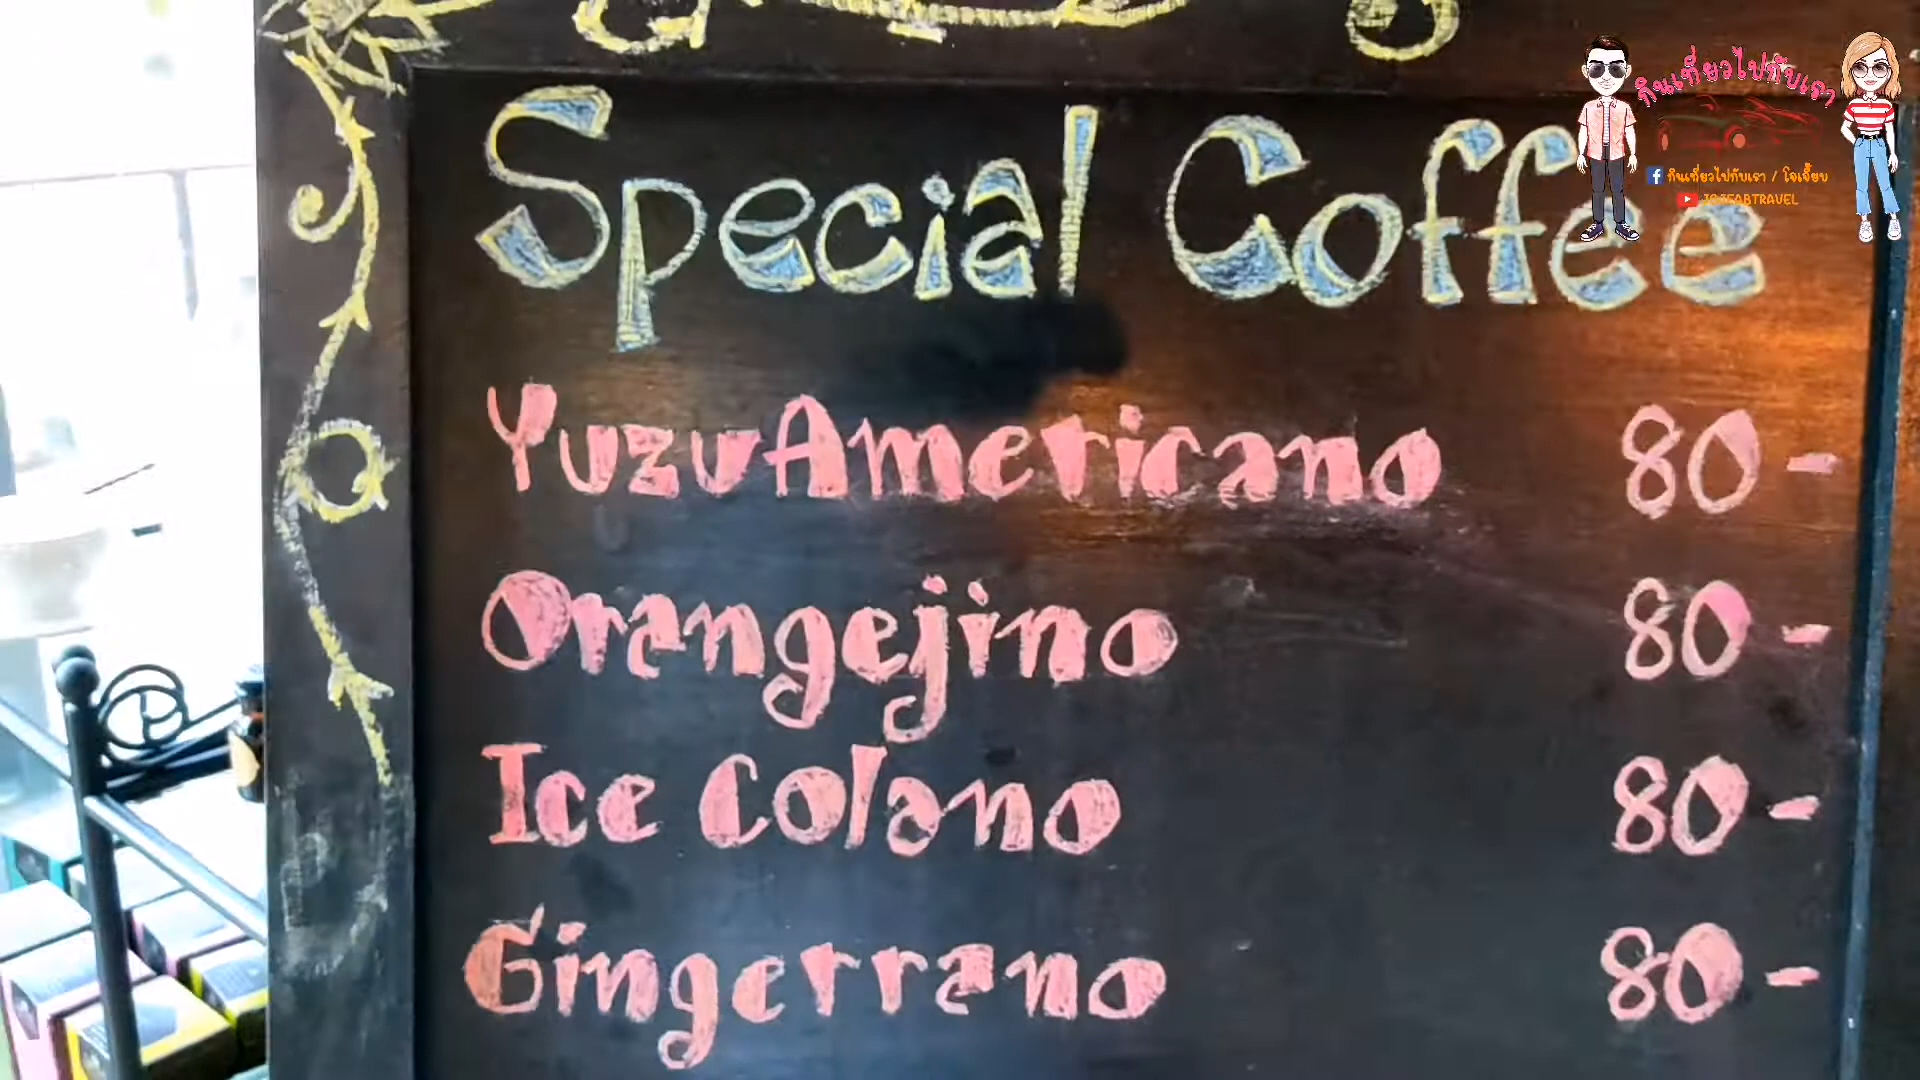 Special Coffee
YuzuAmericano 80-
Orangejino 80-
Ice Colano 80-
Gingerrano 80-
กินเที่ยวไปกับเรา
กินเที่ยวไปกับเรา / โจเจี๊ยบ